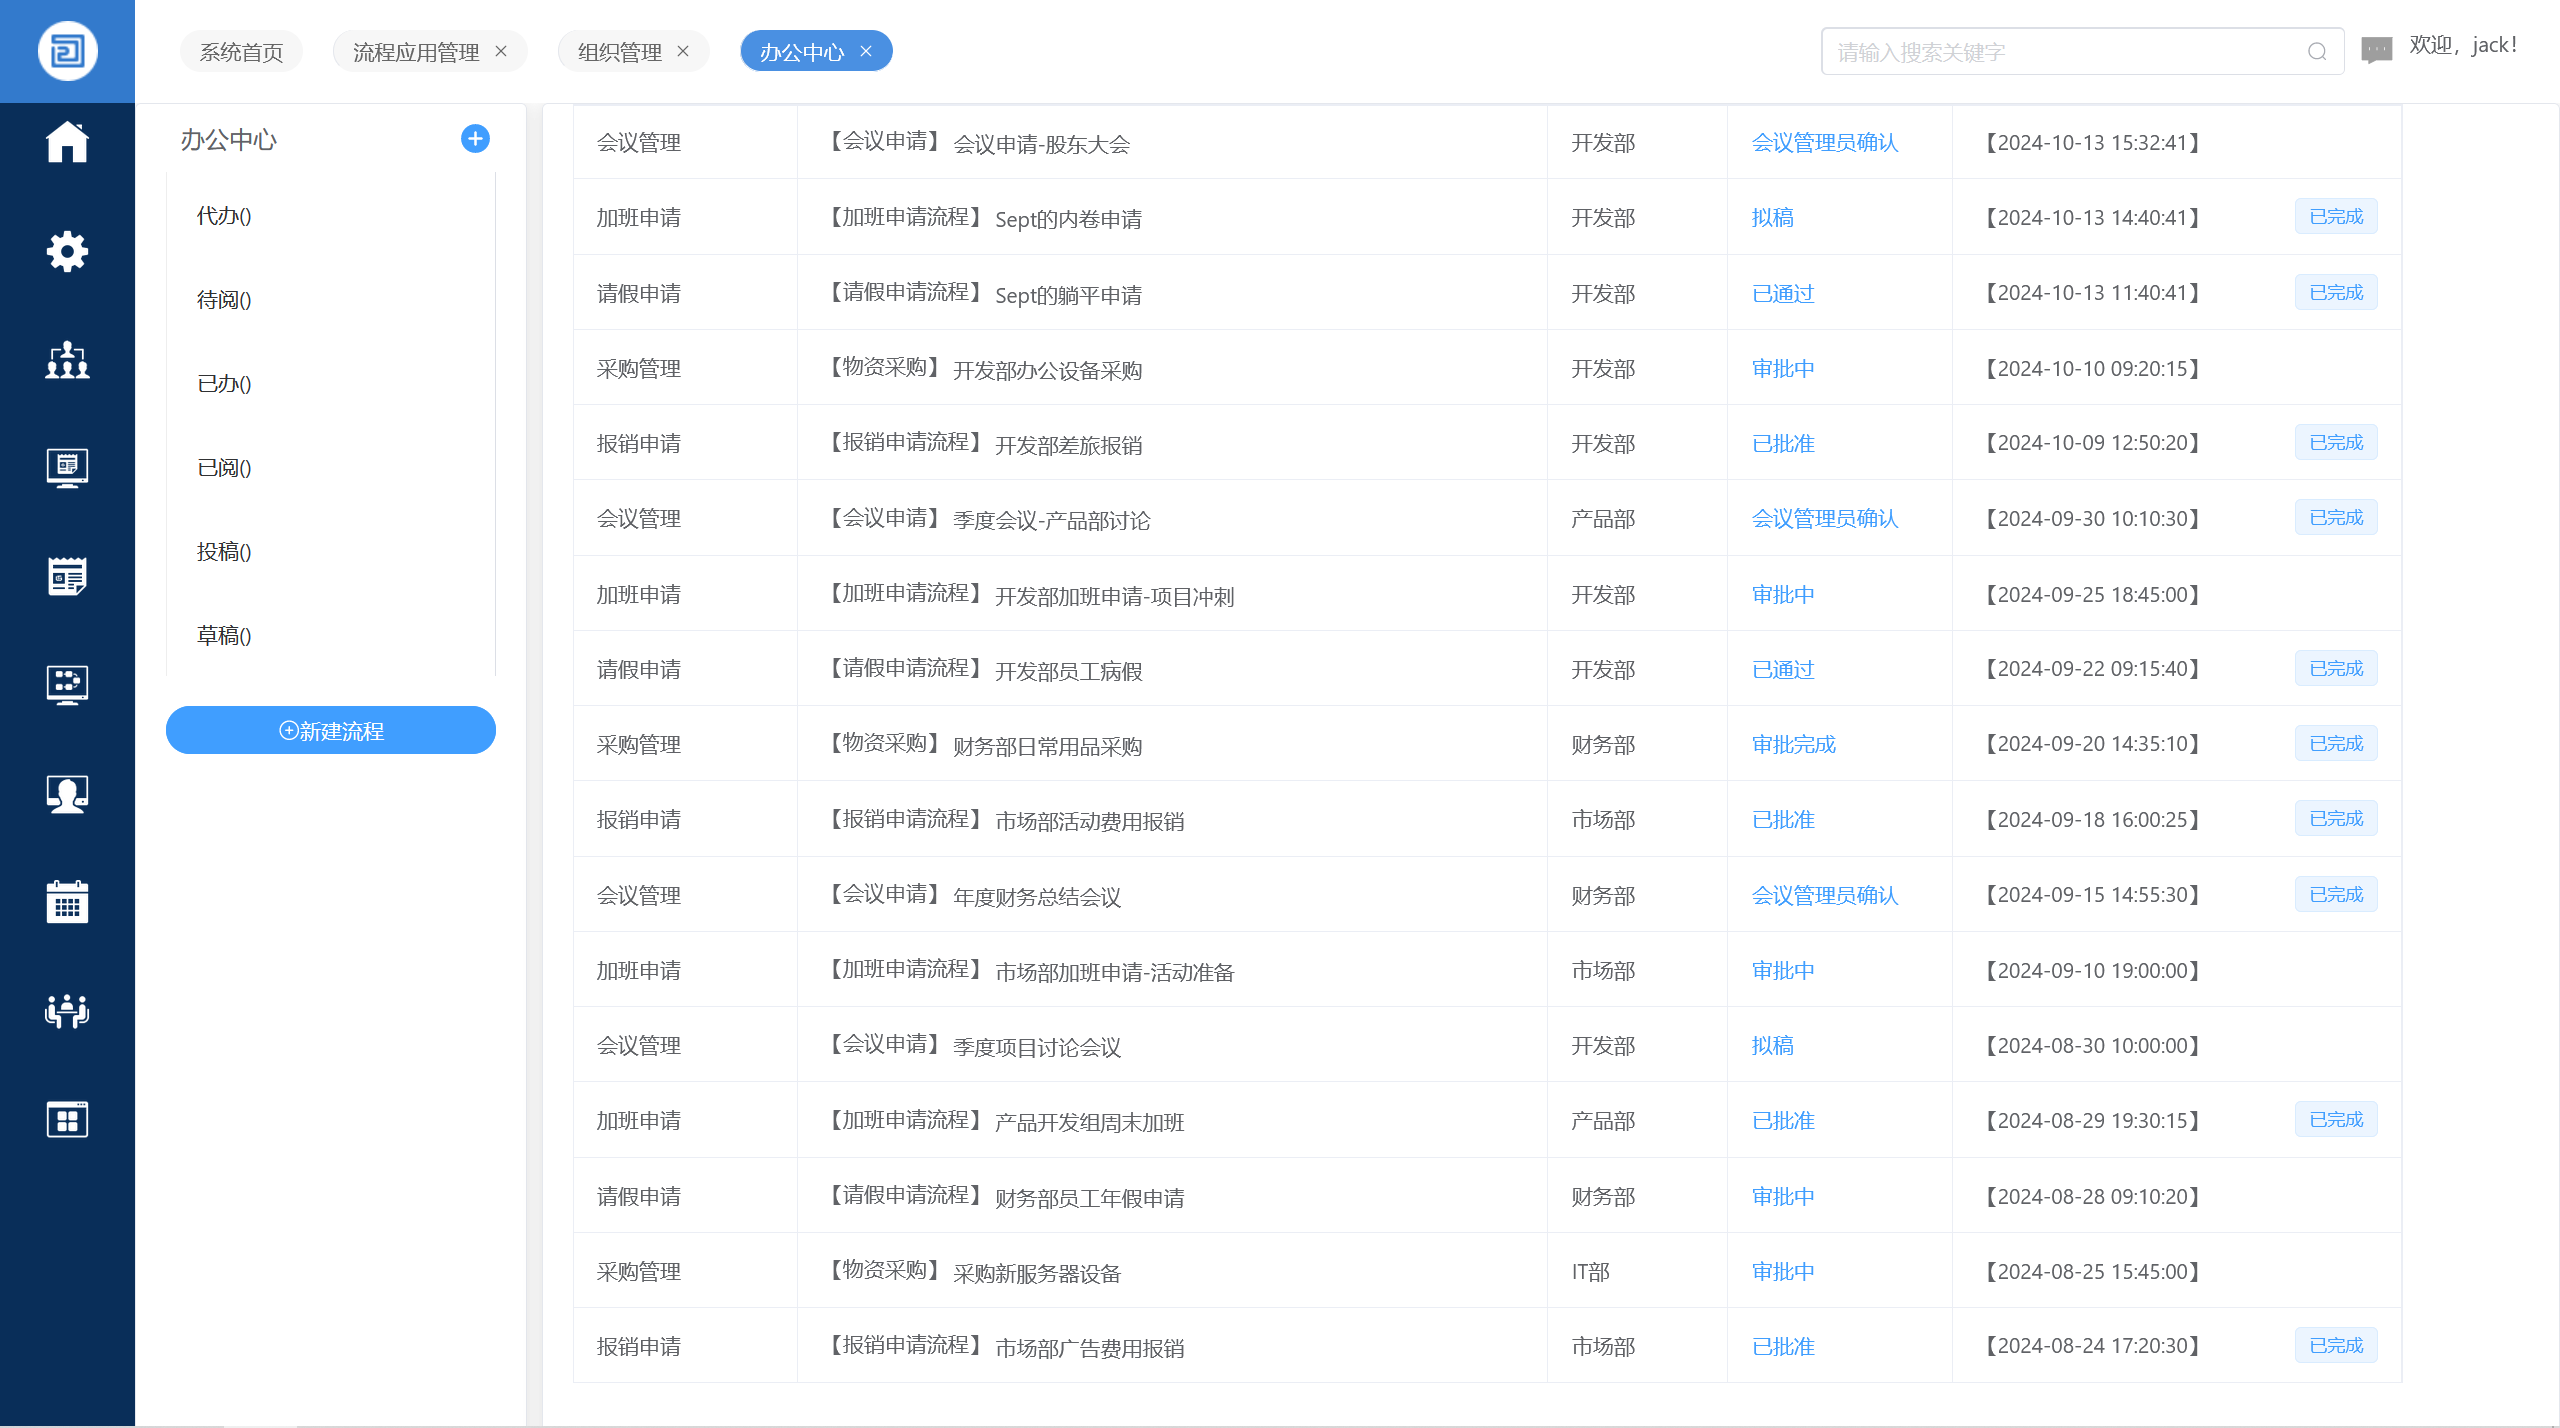 系统首页 流程应用管理 组织管理 办公中心 请输入搜索关键字 欢迎，jack！
办公中心
代办()
待阅()
已办()
已阅()
投稿()
草稿()
新建流程
会议管理 【会议申请】 会议申请-股东大会 开发部 会议管理员确认 【2024-10-13 15:32:41】
加班申请 【加班申请流程】 Sept的内卷申请 开发部 拟稿 【2024-10-13 14:40:41】 已完成
请假申请 【请假申请流程】 Sept的躺平申请 开发部 已通过 【2024-10-13 11:40:41】 已完成
采购管理 【物资采购】 开发部办公设备采购 开发部 审批中 【2024-10-10 09:20:15】
报销申请 【报销申请流程】 开发部差旅报销 开发部 已批准 【2024-10-09 12:50:20】 已完成
会议管理 【会议申请】 季度会议-产品部讨论 产品部 会议管理员确认 【2024-09-30 10:10:30】 已完成
加班申请 【加班申请流程】 开发部加班申请-项目冲刺 开发部 审批中 【2024-09-25 18:45:00】
请假申请 【请假申请流程】 开发部员工病假 开发部 已通过 【2024-09-22 09:15:40】 已完成
采购管理 【物资采购】 财务部日常用品采购 财务部 审批完成 【2024-09-20 14:35:10】 已完成
报销申请 【报销申请流程】 市场部活动费用报销 市场部 已批准 【2024-09-18 16:00:25】 已完成
会议管理 【会议申请】 年度财务总结会议 财务部 会议管理员确认 【2024-09-15 14:55:30】 已完成
加班申请 【加班申请流程】 市场部加班申请-活动准备 市场部 审批中 【2024-09-10 19:00:00】
会议管理 【会议申请】 季度项目讨论会议 开发部 拟稿 【2024-08-30 10:00:00】
加班申请 【加班申请流程】 产品开发组周末加班 产品部 已批准 【2024-08-29 19:30:15】 已完成
请假申请 【请假申请流程】 财务部员工年假申请 财务部 审批中 【2024-08-28 09:10:20】
采购管理 【物资采购】 采购新服务器设备 IT部 审批中 【2024-08-25 15:45:00】
报销申请 【报销申请流程】 市场部广告费用报销 市场部 已批准 【2024-08-24 17:20:30】 已完成